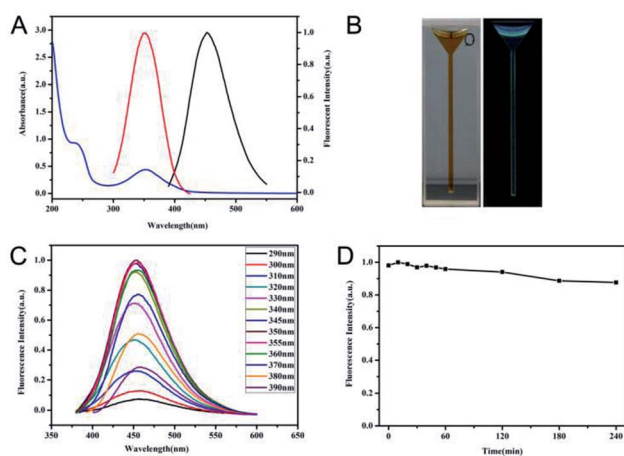 A
Absorbance(a.u.)
3.0
2.5
2.0
1.5
1.0
0.5
0.0
200 300 400 500 600
Wavelength(nm)
1.0
0.8
0.6
0.4
0.2
0.0
Fluorescent Intensity(a.u.)
B
C
Fluorescence Intensity(a.u.)
1.0
0.8
0.6
0.4
0.2
0.0
350 400 450 500 550 600 650
Wavelength(nm)
290nm
300nm
310nm
320nm
330nm
340nm
345nm
350nm
355nm
360nm
370nm
380nm
390nm
D
Fluorescence Intensity(a.u.)
1.0
0.8
0.6
0.4
0.2
0.0
0 60 120 180 240
Time(min)